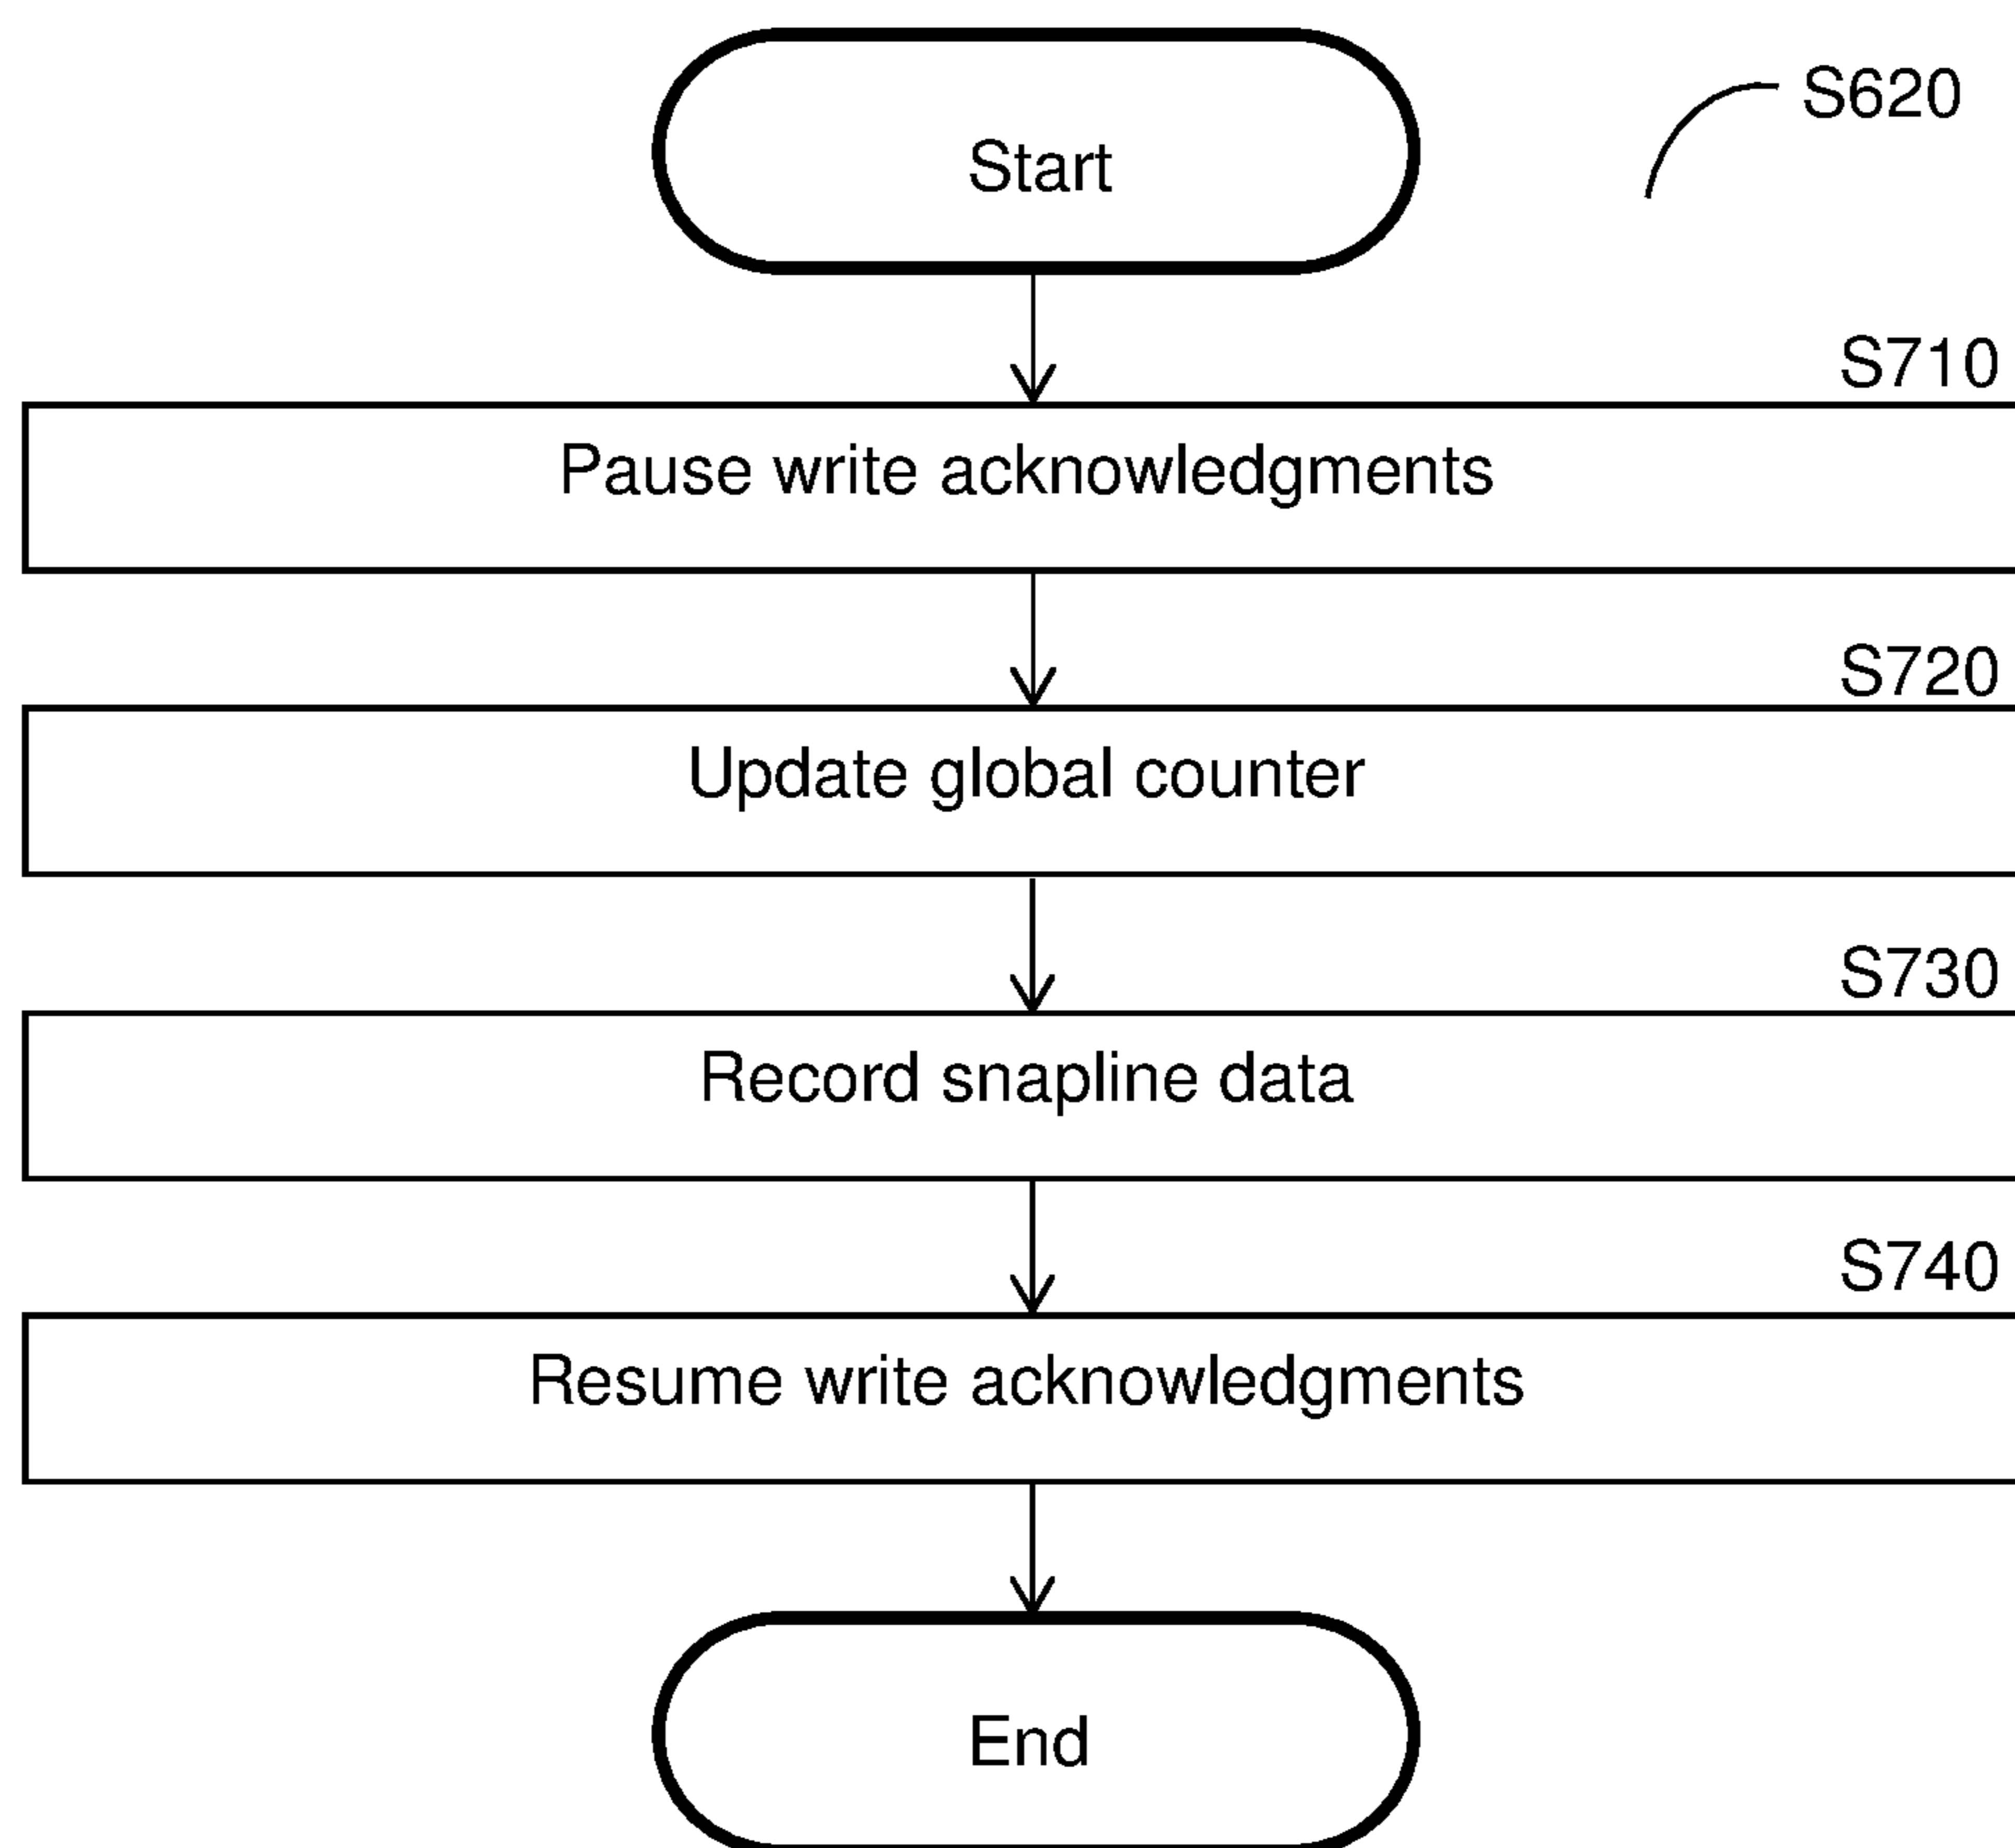 Start
S620
S710
Pause write acknowledgments
S720
Update global counter
S730
Record snapline data
S740
Resume write acknowledgments
End